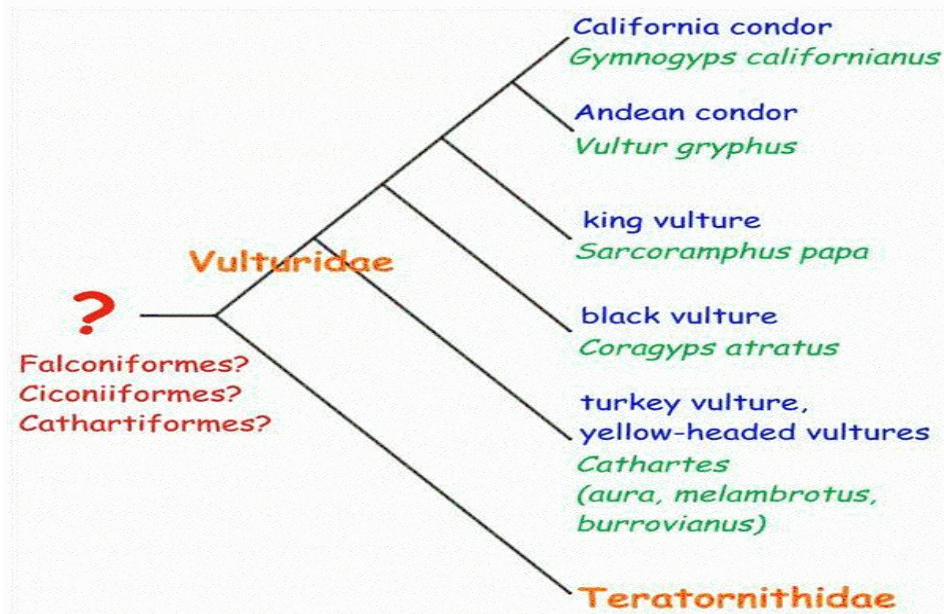 California condor
Gymnogyps californianus
Andean condor
Vultur gryphus
king vulture
Sarcoramphus papa
Vulturidae
?
Falconiformes?
Ciconiiformes?
Cathartiformes?
black vulture
Coragyps atratus
turkey vulture,
yellow-headed vultures
Cathartes
(aura, melambrotus,
burrovianus)
Teratornithidae